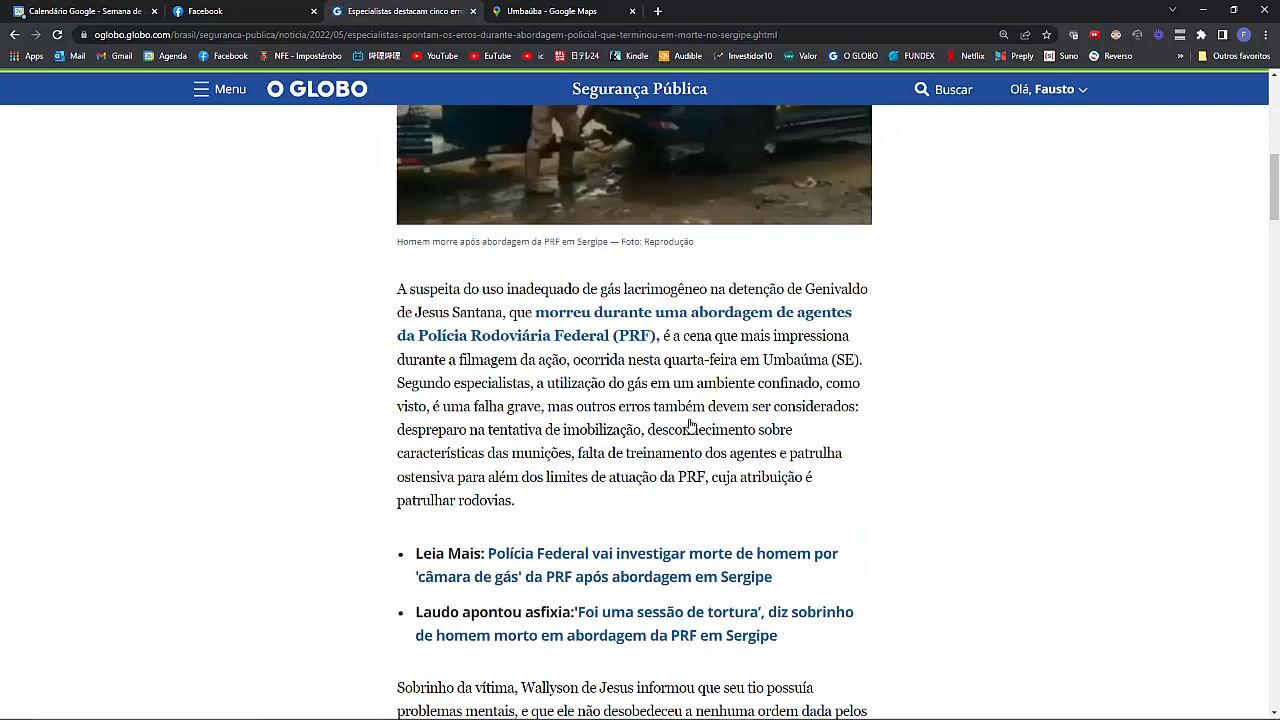 Calendário Google - Semana de
Facebook
Especialistas destacam cinco erro
Umbaúba - Google Maps
oglobo.globo.com/brasil/seguranca-publica/noticia/2022/05/especialistas-apontam-os-erros-durante-abordagem-policial-que-terminou-em-morte-no-sergipe.ghtml
Apps Mail Gmail Agenda Facebook NFE - Impostérobo 哔哩哔哩 YouTube EuTube 日テレ24 Kindle Audible Investidor10 Valor O GLOBO FUNDEX Netflix Preply Suno Reverso » Outros favoritos
Menu O GLOBO Segurança Pública Buscar Olá, Fausto
Homem morre após abordagem da PRF em Sergipe — Foto: Reprodução
A suspeita do uso inadequado de gás lacrimogêneo na detenção de Genivaldo
de Jesus Santana, que morreu durante uma abordagem de agentes
da Polícia Rodoviária Federal (PRF), é a cena que mais impressiona
durante a filmagem da ação, ocorrida nesta quarta-feira em Umbaúma (SE).
Segundo especialistas, a utilização do gás em um ambiente confinado, como
visto, é uma falha grave, mas outros erros também devem ser considerados:
despreparo na tentativa de imobilização, desconhecimento sobre
características das munições, falta de treinamento dos agentes e patrulha
ostensiva para além dos limites de atuação da PRF, cuja atribuição é
patrulhar rodovias.
• Leia Mais: Polícia Federal vai investigar morte de homem por
'câmara de gás' da PRF após abordagem em Sergipe
• Laudo apontou asfixia:'Foi uma sessão de tortura’, diz sobrinho
de homem morto em abordagem da PRF em Sergipe
Sobrinho da vítima, Wallyson de Jesus informou que seu tio possuía
problemas mentais, e que ele não desobedeceu a nenhuma ordem dada pelos